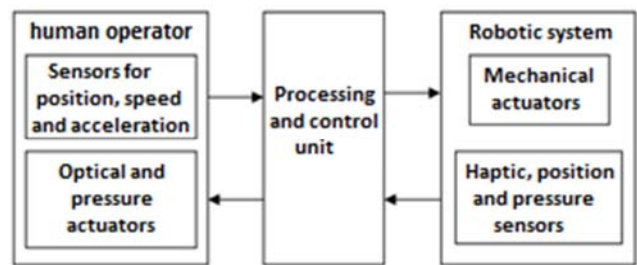 human operator
Sensors for
position, speed
and acceleration
Optical and
pressure
actuators
Processing
and control
unit
Robotic system
Mechanical
actuators
Haptic, position
and pressure
sensors